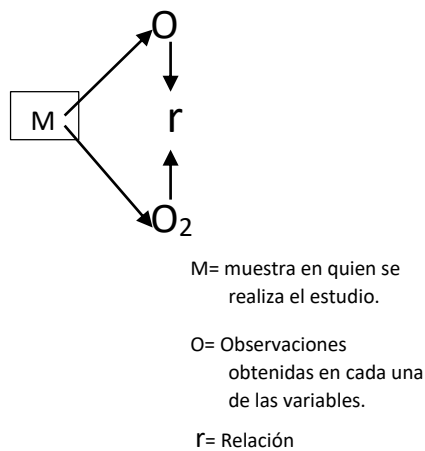 O
M
r
O₂
M= muestra en quien se
realiza el estudio.
O= Observaciones
obtenidas en cada una
de las variables.
r= Relación